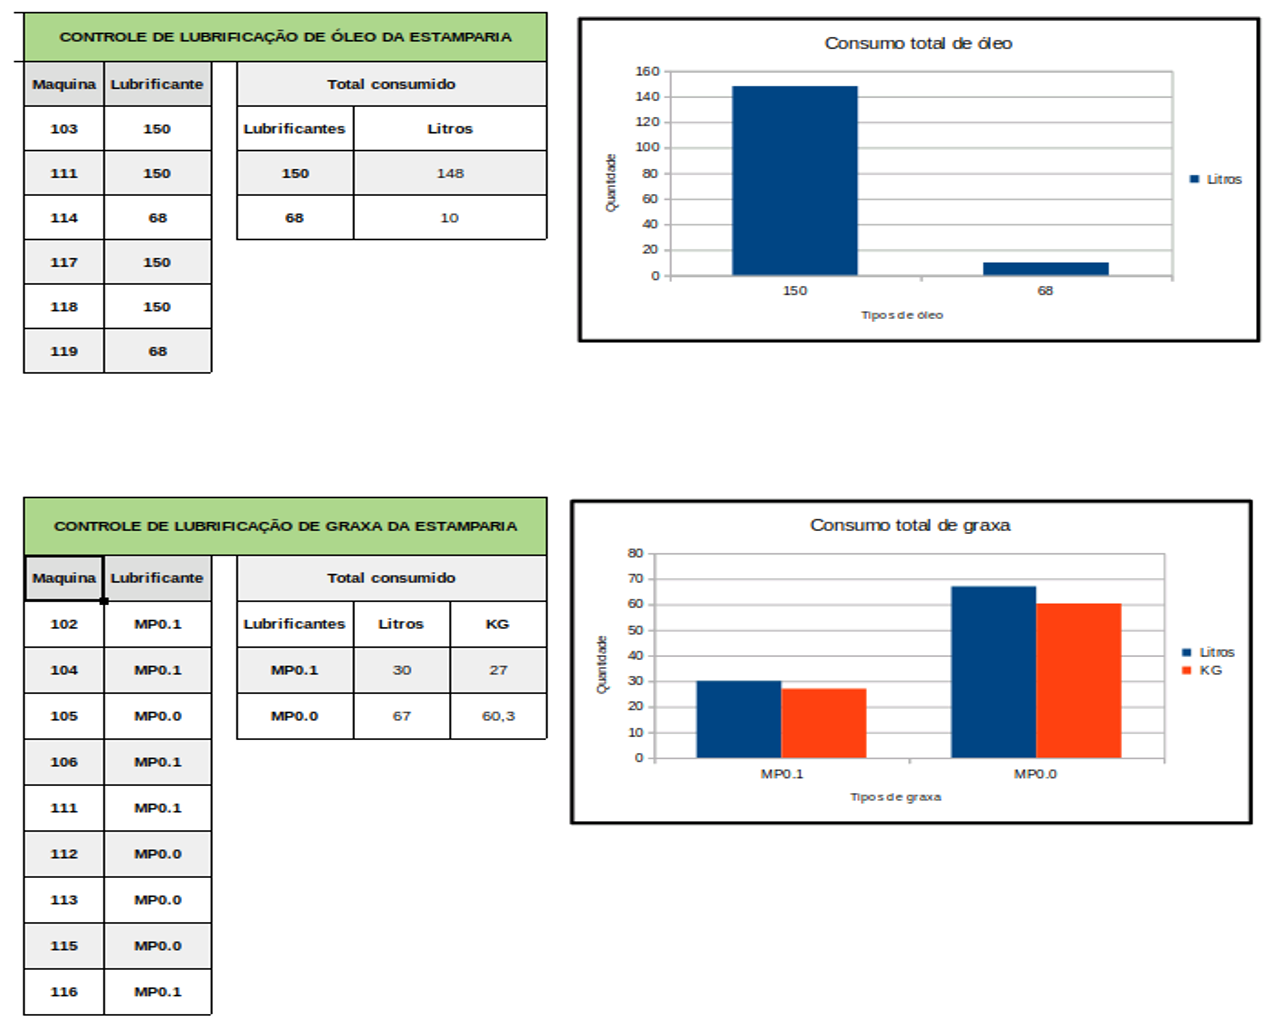 CONTROLE DE LUBRIFICAÇÃO DE ÓLEO DA ESTAMPARIA
Maquina Lubrificante
103 150
111 150
114 68
117 150
118 150
119 68
Total consumido
Lubrificantes Litros
150 148
68 10
Consumo total de óleo
Quantidade
160
140
120
100
80
60
40
20
0
150 68
Tipos de óleo
Litros
CONTROLE DE LUBRIFICAÇÃO DE GRAXA DA ESTAMPARIA
Maquina Lubrificante
102 MP0.1
104 MP0.1
105 MP0.0
106 MP0.1
111 MP0.1
112 MP0.0
113 MP0.0
115 MP0.0
116 MP0.1
Total consumido
Lubrificantes Litros KG
MP0.1 30 27
MP0.0 67 60,3
Consumo total de graxa
Quantidade
80
70
60
50
40
30
20
10
0
MP0.1 MP0.0
Tipos de graxa
Litros
KG